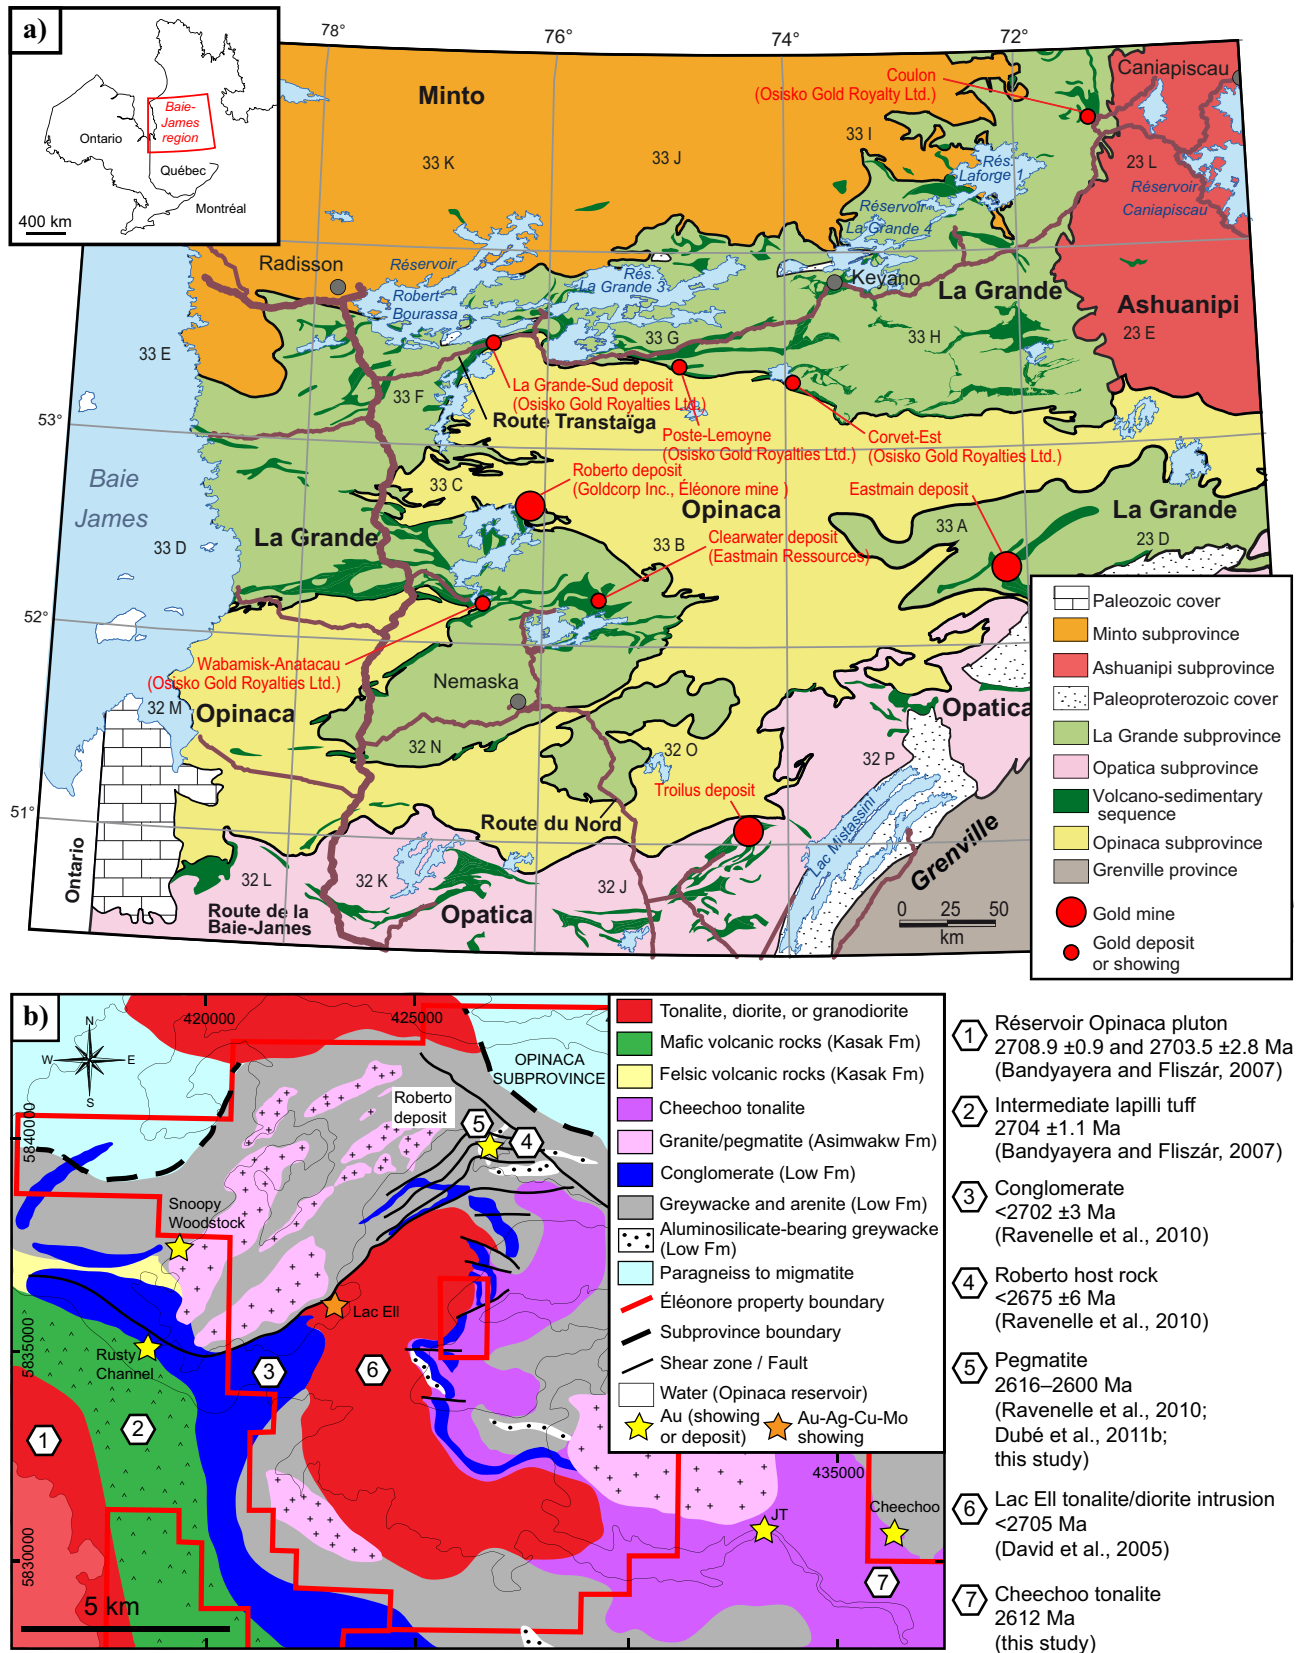 a)
Baie-
James
region
Ontario
Québec
Montréal
400 km
78°
76°
74°
72°
Minto
33 K
33 J
33 I
Coulon
(Osisko Gold Royalty Ltd.)
Caniapiscau
23 L
Réservoir
Caniapiscau
Rés.
Laforge 1
Réservoir
La Grande 4
Radisson
Réservoir
Robert-
Bourassa
Rés.
La Grande 3
Keyano
La Grande
Ashuanipi
23 E
33 E
33 G
33 H
33 F
La Grande-Sud deposit
(Osisko Gold Royalties Ltd.)
Route Transtaïga
53°
Poste-Lemoyne
(Osisko Gold Royalties Ltd.)
Corvet-Est
(Osisko Gold Royalties Ltd.)
Roberto deposit
(Goldcorp Inc., Éléonore mine )
33 C
Opinaca
Eastmain deposit
Baie
James
33 D
La Grande
33 B
Clearwater deposit
(Eastmain Ressources)
33 A
La Grande
23 D
52°
Wabamisk-Anatacau
(Osisko Gold Royalties Ltd.)
Nemaska
32 M
Opinaca
32 N
32 O
Opatica
32 P
Troilus deposit
51°
Route du Nord
Lac Mistassini
Grenville
Ontario
32 L
32 K
32 J
Route de la
Baie-James
Opatica
0 25 50
km
Paleozoic cover
Minto subprovince
Ashuanipi subprovince
Paleoproterozoic cover
La Grande subprovince
Opatica subprovince
Volcano-sedimentary
sequence
Opinaca subprovince
Grenville province
Gold mine
Gold deposit
or showing
b)
N
W E
S
420000
425000
OPINACA
SUBPROVINCE
5840000
Roberto
deposit
5
4
Snoopy
Woodstock
Lac Ell
5835000
Rusty
Channel
3
6
2
1
435000
JT
Cheechoo
5830000
7
5 km
Tonalite, diorite, or granodiorite
Mafic volcanic rocks (Kasak Fm)
Felsic volcanic rocks (Kasak Fm)
Cheechoo tonalite
Granite/pegmatite (Asimwakw Fm)
Conglomerate (Low Fm)
Greywacke and arenite (Low Fm)
Aluminosilicate-bearing greywacke
(Low Fm)
Paragneiss to migmatite
Éléonore property boundary
Subprovince boundary
Shear zone / Fault
Water (Opinaca reservoir)
Au (showing
or deposit)
Au-Ag-Cu-Mo
showing
1
Réservoir Opinaca pluton
2708.9 ±0.9 and 2703.5 ±2.8 Ma
(Bandyayera and Fliszár, 2007)
2
Intermediate lapilli tuff
2704 ±1.1 Ma
(Bandyayera and Fliszár, 2007)
3
Conglomerate
<2702 ±3 Ma
(Ravenelle et al., 2010)
4
Roberto host rock
<2675 ±6 Ma
(Ravenelle et al., 2010)
5
Pegmatite
2616–2600 Ma
(Ravenelle et al., 2010;
Dubé et al., 2011b;
this study)
6
Lac Ell tonalite/diorite intrusion
<2705 Ma
(David et al., 2005)
7
Cheechoo tonalite
2612 Ma
(this study)